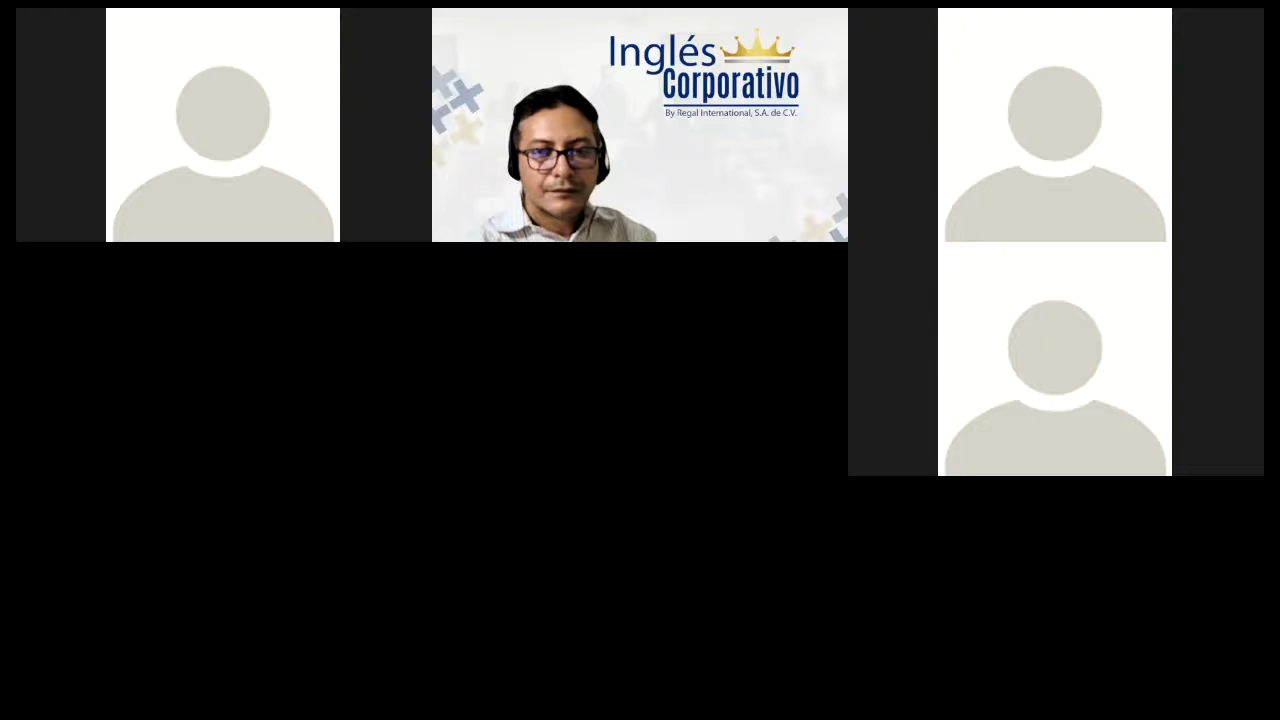 Inglés
Corporativo
By Regal International, S.A. de C.V.